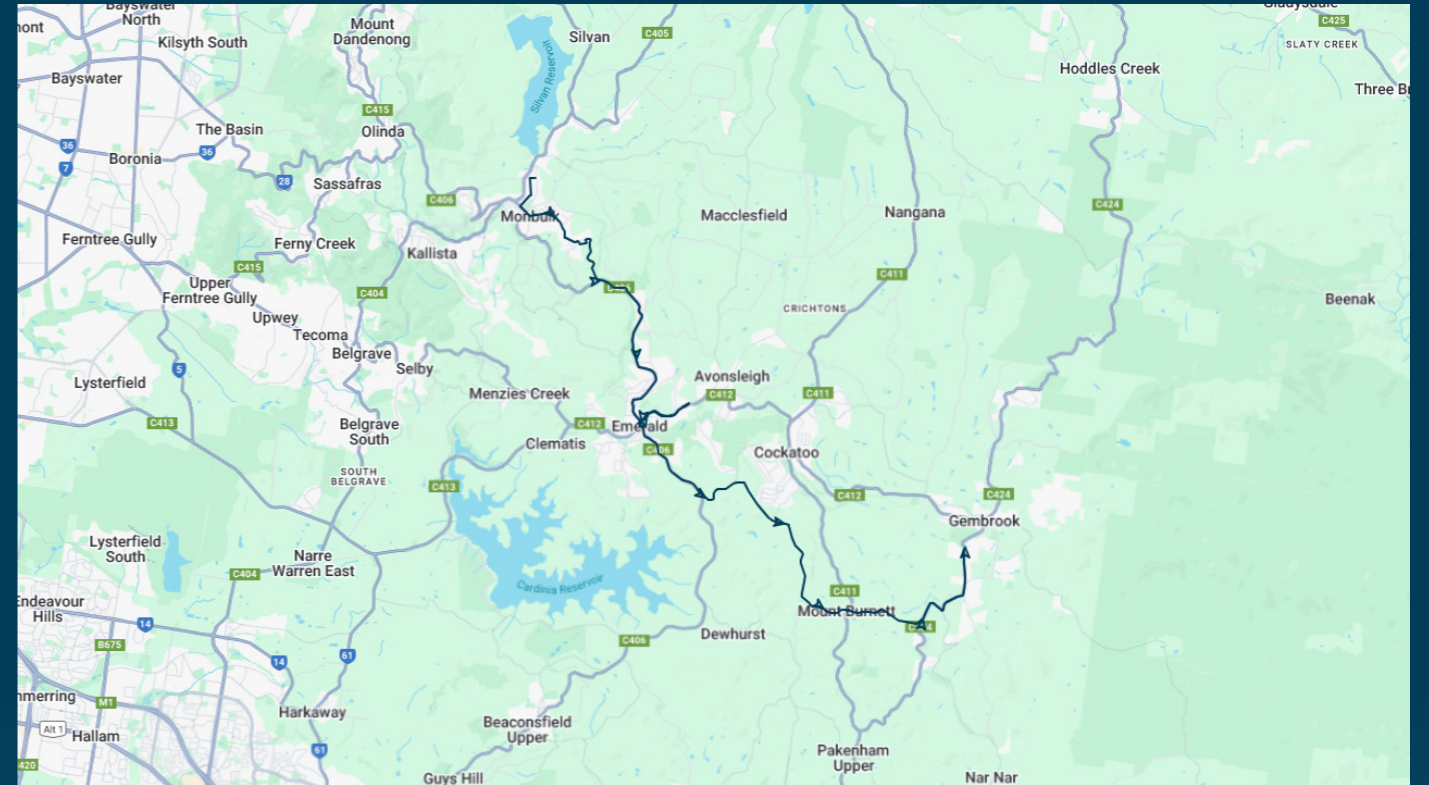 Bayswater
North
Mount
Dandenong
Silvan
C405
C425
SLATY CREEK
Kilsyth South
Hoddles Creek
Bayswater
Silvan Reservoir
C415
The Basin
Olinda
36
36
7
Boronia
28
Sassafras
C406
C424
Monbulk
Macclesfield
Nangana
Ferntree Gully
Ferny Creek
Kallista
C415
C411
Upper
Ferntree Gully
C404
Beenak
CRICHTONS
Upwey
Tecoma
Belgrave
Selby
5
Lysterfield
Avonsleigh
C412
C411
Menzies Creek
C413
C412
Emerald
Belgrave
South
Clematis
C406
Cockatoo
SOUTH
BELGRAVE
C413
C412
C424
Gembrook
Lysterfield
South
Narre
Warren East
C404
Cardinia Reservoir
C411
Endeavour
Hills
Mount Burnett
14
Dewhurst
C406
B675
14
61
M1
Harkaway
Beaconsfield
Upper
Alt 1
Hallam
61
Pakenham
Upper
420
Guys Hill
Nar Nar